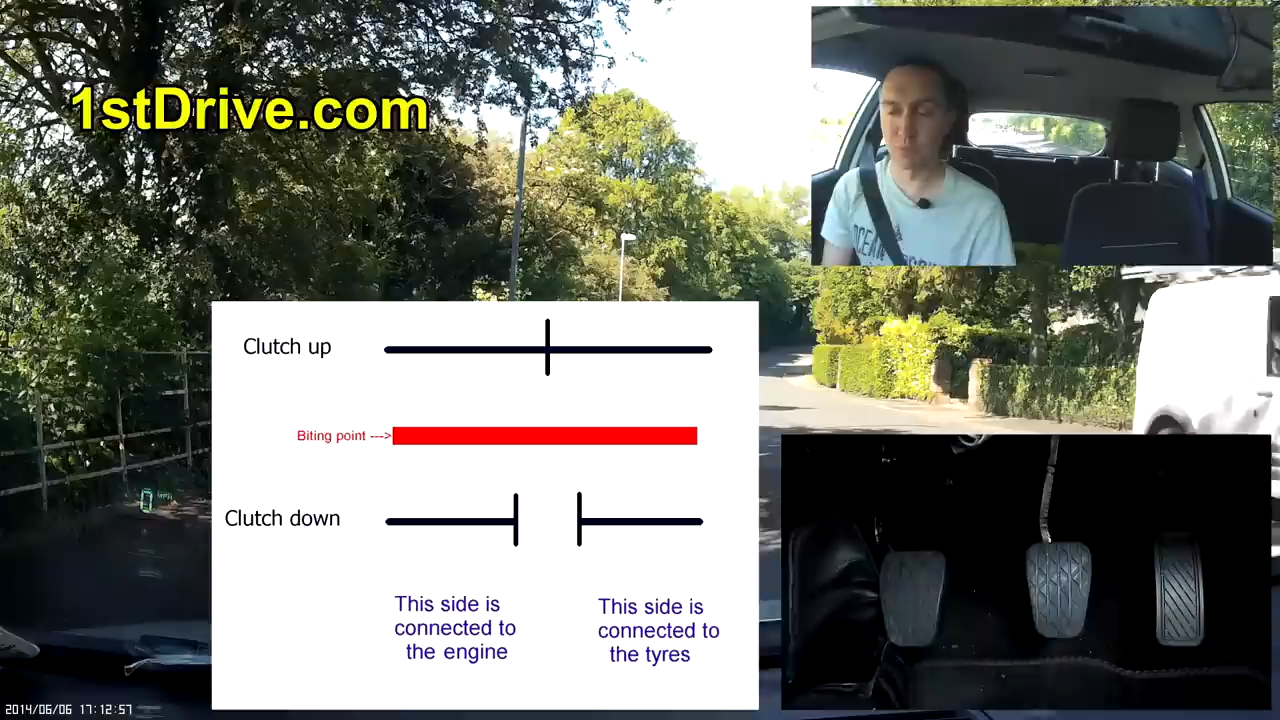 1stDrive.com
OCEAN
Clutch up
Biting point --->
Clutch down
This side is
connected to
the engine
This side is
connected to
the tyres
2014/06/06 17:12:57